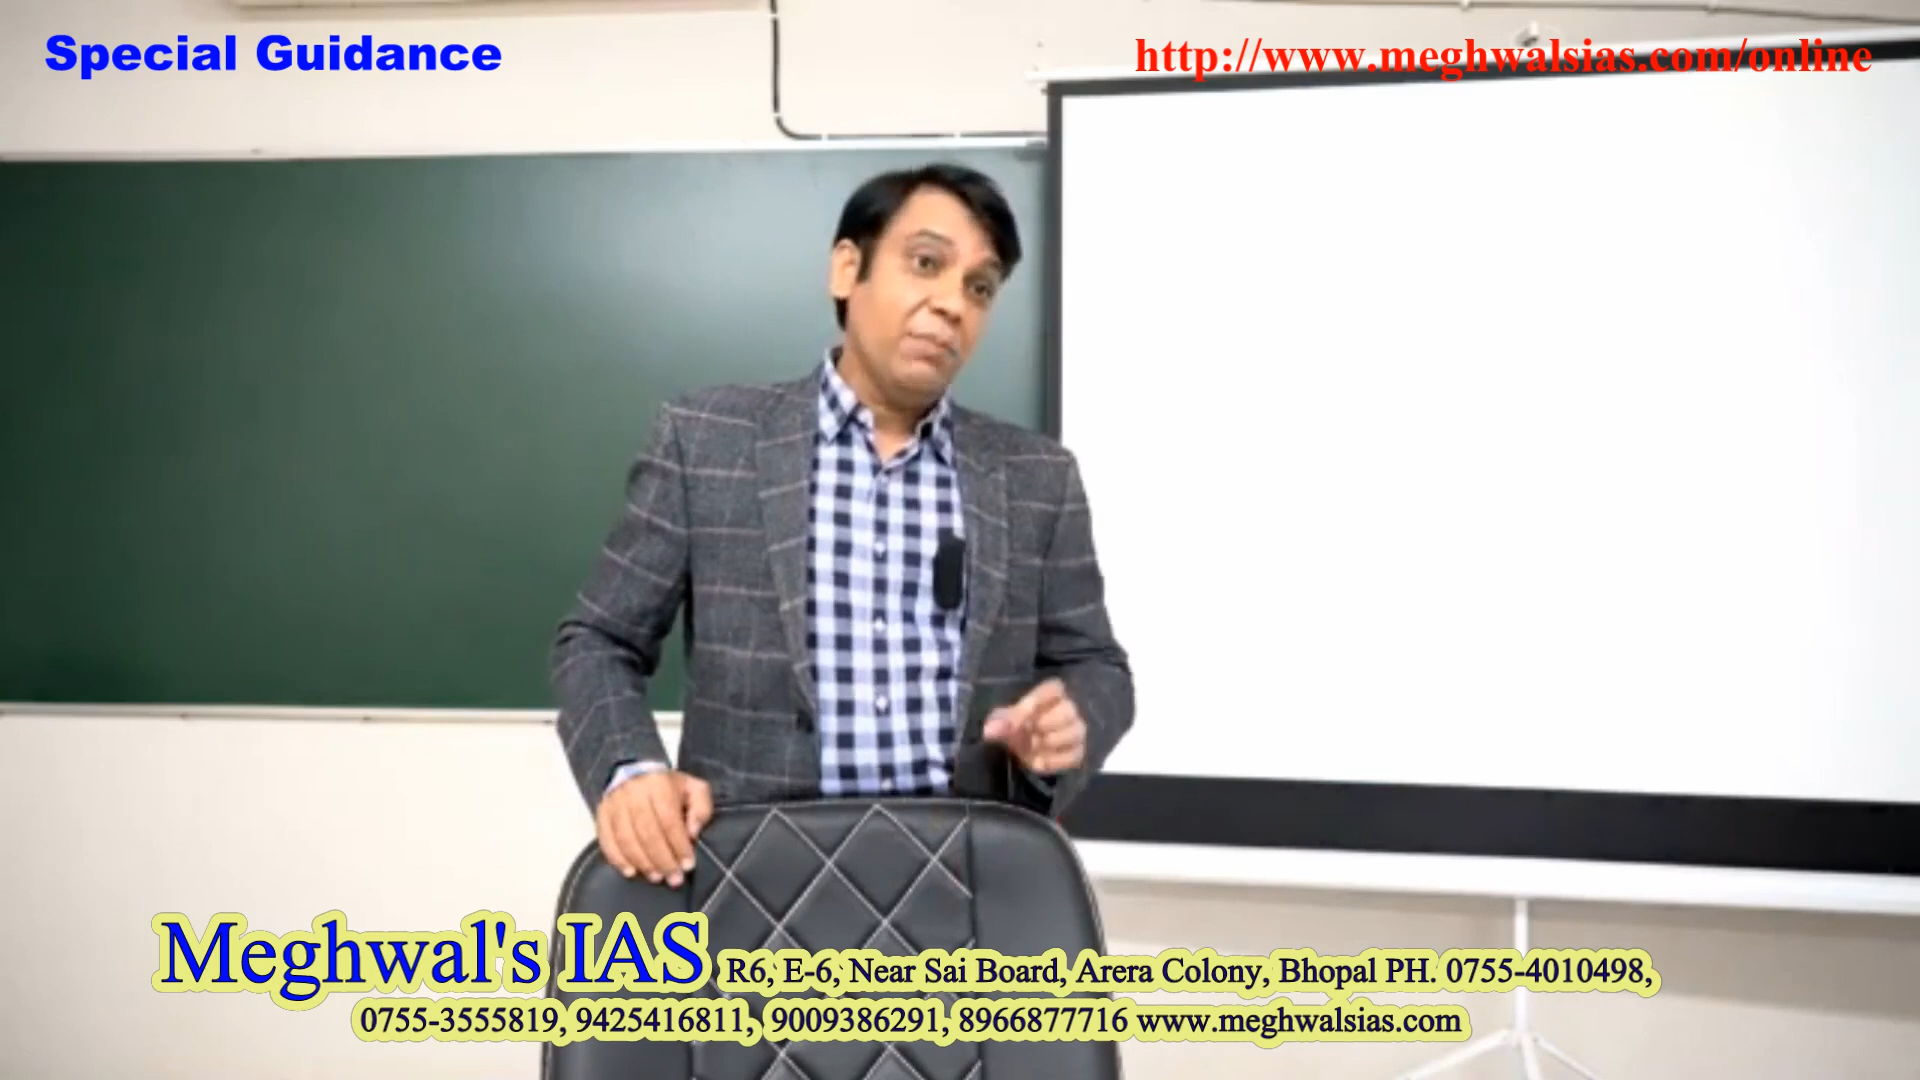 Special Guidance
http://www.meghwalsias.com/online
Meghwal's IAS R6, E-6, Near Sai Board, Arera Colony, Bhopal PH. 0755-4010498,
0755-3555819, 9425416811, 9009386291, 8966877716 www.meghwalsias.com